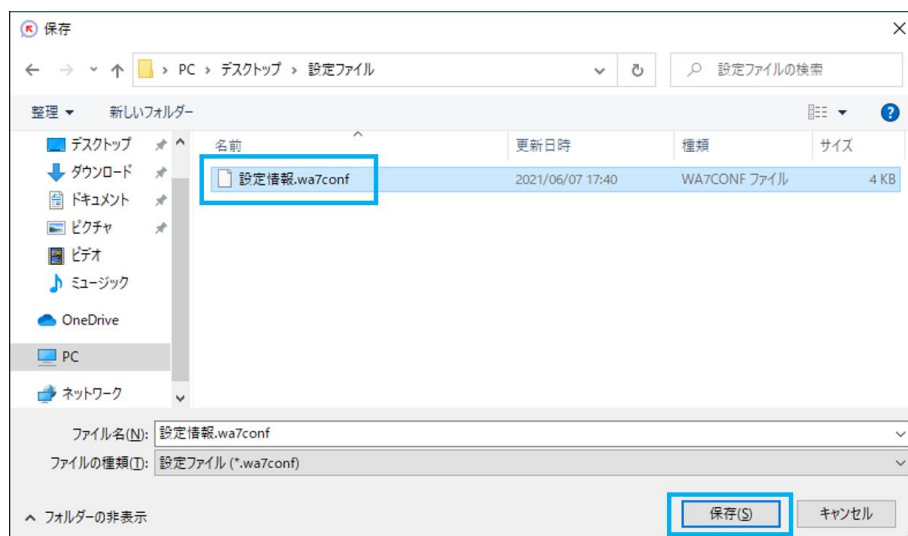 保存
PC › デスクトップ › 設定ファイル
設定ファイルの検索
整理 新しいフォルダー
名前 更新日時 種類 サイズ
設定情報.wa7conf 2021/06/07 17:40 WA7CONF ファイル 4 KB
デスクトップ
ダウンロード
ドキュメント
ピクチャ
ビデオ
ミュージック
OneDrive
PC
ネットワーク
ファイル名(N): 設定情報.wa7conf
ファイルの種類(T): 設定ファイル (*.wa7conf)
フォルダーの非表示 保存(S) キャンセル